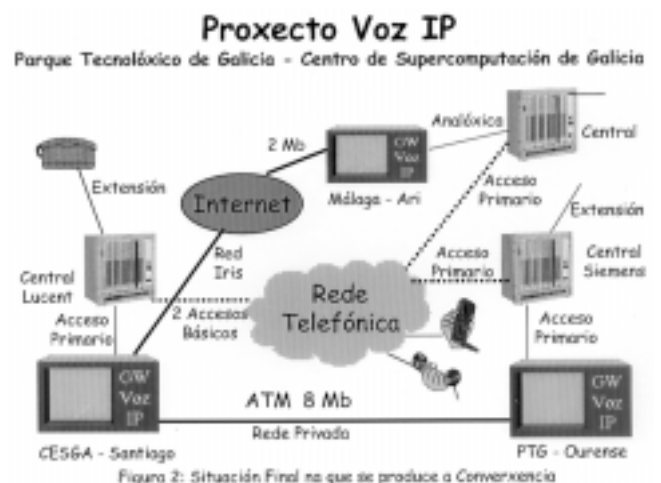 Proxecto Voz IP
Parque Tecnolóxico de Galicia - Centro de Supercomputación de Galicia
Analóxico
Central
2 Mb
GW
Voz
IP
Málaga - Ari
Extensión
Internet
Acceso
Primario
Extensión
Central
Lucent
Red
Iris
Acceso
Primario
Central
Siemens
Rede
Telefónica
2 Accesos
Básicos
Acceso
Primario
Acceso
Primario
GW
Voz
IP
ATM 8 Mb
Rede Privada
GW
Voz
IP
CESGA - Santiago
PTG - Ourense
Figura 2: Situación Final na que se produce a Converxencia